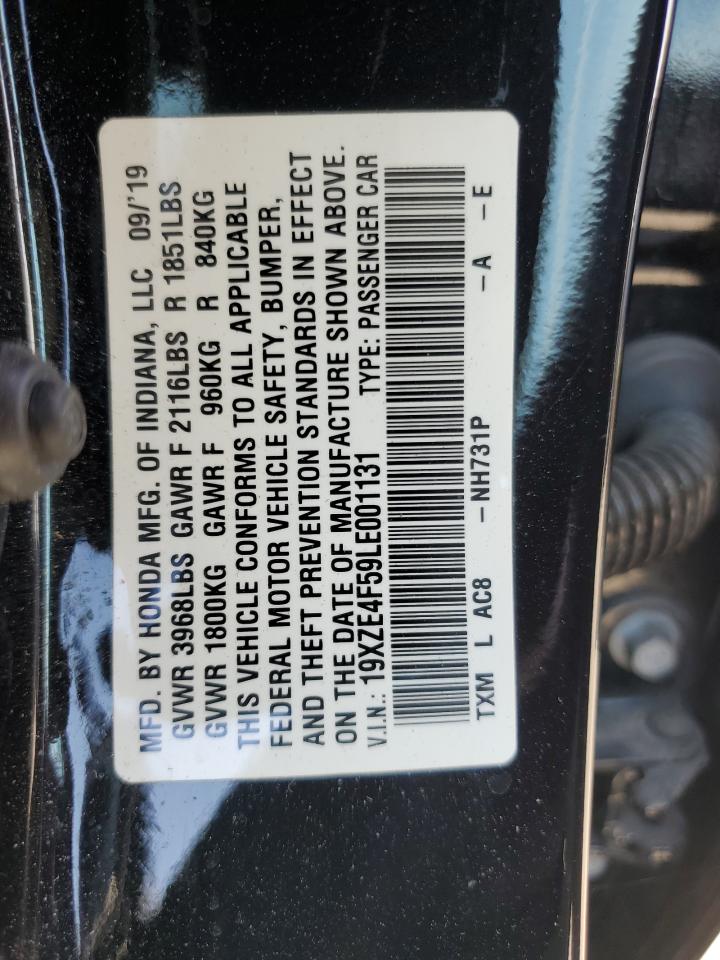 MFD. BY HONDA MFG. OF INDIANA, LLC 09/'19
GVWR 3968LBS GAWR F 2116LBS R 1851LBS
GVWR 1800KG GAWR F 960KG R 840KG
THIS VEHICLE CONFORMS TO ALL APPLICABLE
FEDERAL MOTOR VEHICLE SAFETY, BUMPER,
AND THEFT PREVENTION STANDARDS IN EFFECT
ON THE DATE OF MANUFACTURE SHOWN ABOVE.
V.I.N.: 19XZE4F59LE001131 TYPE: PASSENGER CAR
TXM L AC8 -NH731P -A -E